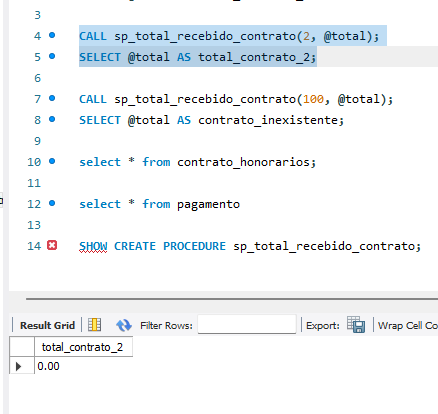 3
4 CALL sp_total_recebido_contrato(2, @total);
5 SELECT @total AS total_contrato_2;
6
7 CALL sp_total_recebido_contrato(100, @total);
8 SELECT @total AS contrato_inexistente;
9
10 select * from contrato_honorarios;
11
12 select * from pagamento
13
14 SHOW CREATE PROCEDURE sp_total_recebido_contrato;
Result Grid Filter Rows: Export: Wrap Cell Co
total_contrato_2
0.00